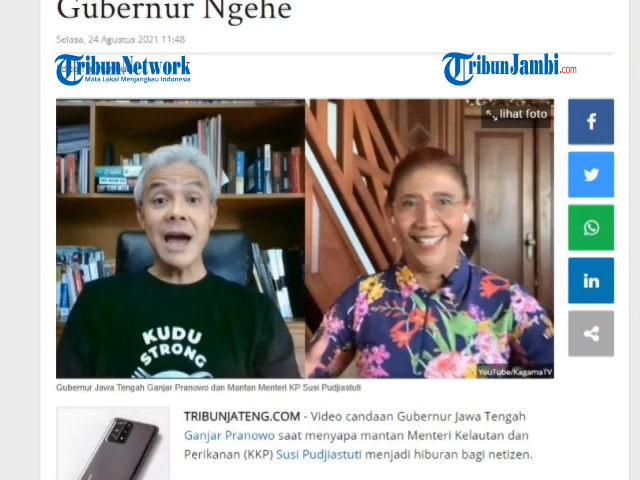 Gubernur Ngehe
Selasa, 24 Agustus 2021 11:48
TribunNetwork
Mata Lokal Menjangkau Indonesia
TribunJambi.com
lihat foto
KUDU
STRONG
YouTube/KagamaTV
Gubernur Jawa Tengah Ganjar Pranowo dan Mantan Menteri KP Susi Pudjiastuti
TRIBUNJATENG.COM - Video candaan Gubernur Jawa Tengah
Ganjar Pranowo saat menyapa mantan Menteri Kelautan dan
Perikanan (KKP) Susi Pudjiastuti menjadi hiburan bagi netizen.